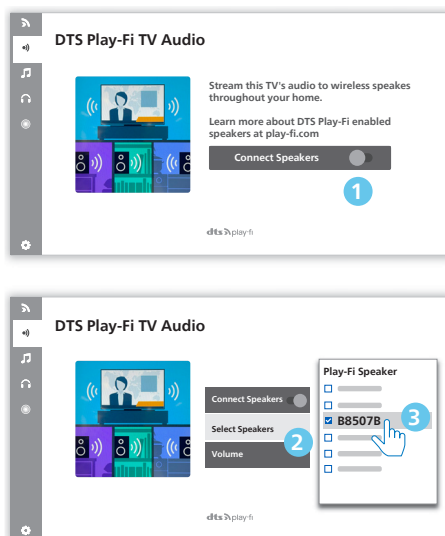 DTS Play-Fi TV Audio
Stream this TV's audio to wireless speakes
throughout your home.
Learn more about DTS Play-Fi enabled
speakers at play-fi.com
Connect Speakers
1
dts play-fi
DTS Play-Fi TV Audio
Connect Speakers
Select Speakers
2
Volume
Play-Fi Speaker
B8507B
3
dts play-fi